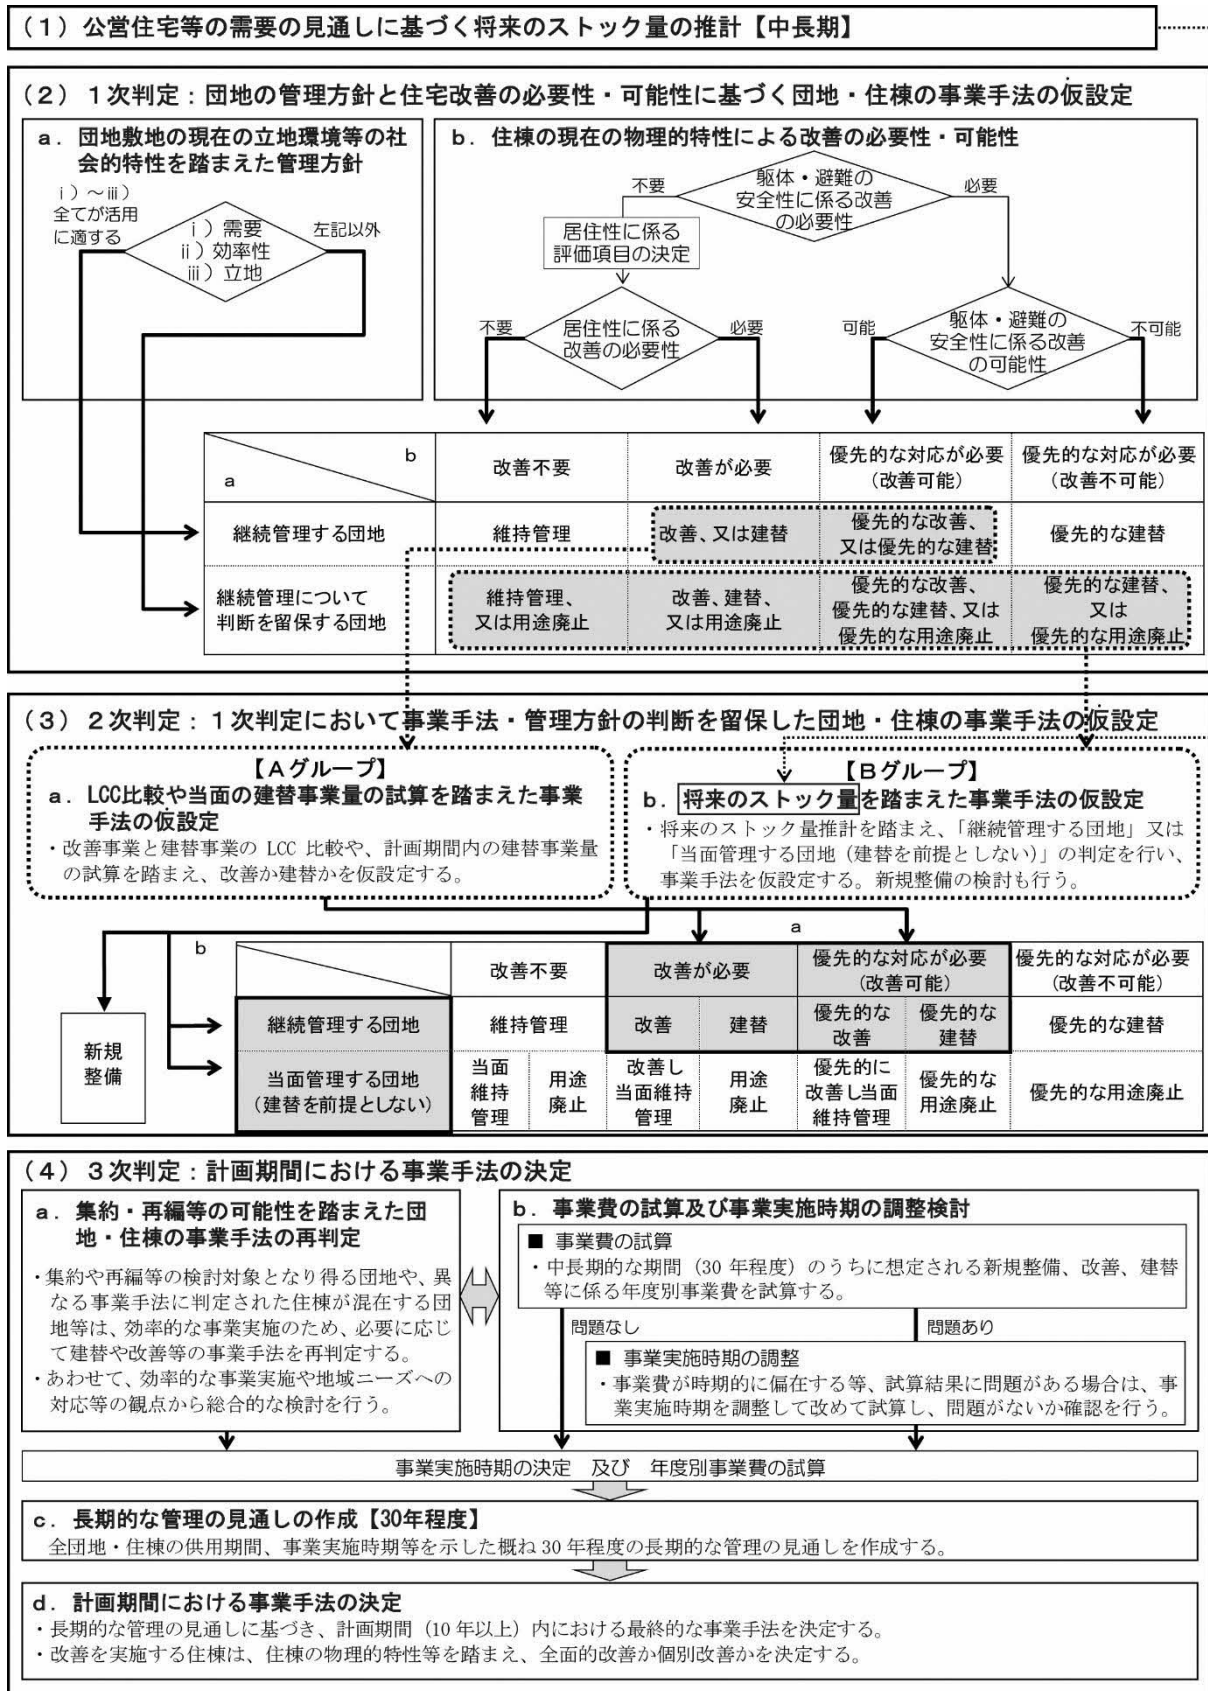 （１）公営住宅等の需要の見通しに基づく将来のストック量の推計【中長期】
（２）１次判定：団地の管理方針と住宅改善の必要性・可能性に基づく団地・住棟の事業手法の仮設定
ａ．団地敷地の現在の立地環境等の社
会的特性を踏まえた管理方針
ⅰ）～ⅲ）
全てが活用
に適する
ⅰ）需要
ⅱ）効率性
ⅲ）立地
左記以外
ｂ．住棟の現在の物理的特性による改善の必要性・可能性
不要
躯体・避難の
安全性に係る改善
の必要性
必要
居住性に係る
評価項目の決定
不要
居住性に係る
改善の必要性
必要
可能
躯体・避難の
安全性に係る改善
の可能性
不可能
ｂ
ａ
改善不要
改善が必要
優先的な対応が必要
（改善可能）
優先的な対応が必要
（改善不可能）
継続管理する団地
維持管理
改善、又は建替
優先的な改善、
又は優先的な建替
優先的な建替
継続管理について
判断を留保する団地
維持管理、
又は用途廃止
改善、建替、
又は用途廃止
優先的な改善、
優先的な建替、又は
優先的な用途廃止
優先的な建替、
又は
優先的な用途廃止
（３）２次判定：１次判定において事業手法・管理方針の判断を留保した団地・住棟の事業手法の仮設定
【Ａグループ】
ａ．LCC比較や当面の建替事業量の試算を踏まえた事業
手法の仮設定
・改善事業と建替事業の LCC 比較や、計画期間内の建替事業量
の試算を踏まえ、改善か建替かを仮設定する。
【Ｂグループ】
ｂ．将来のストック量を踏まえた事業手法の仮設定
・将来のストック量推計を踏まえ、「継続管理する団地」又は
「当面管理する団地（建替を前提としない）」の判定を行い、
事業手法を仮設定する。新規整備の検討も行う。
ａ
ｂ
新規
整備
改善不要
改善が必要
優先的な対応が必要
（改善可能）
優先的な対応が必要
（改善不可能）
継続管理する団地
維持管理
改善
建替
優先的な
改善
優先的な
建替
優先的な建替
当面管理する団地
（建替を前提としない）
当面
維持
管理
用途
廃止
改善し
当面維持
管理
用途
廃止
優先的に
改善し当面
維持管理
優先的な
用途廃止
優先的な用途廃止
（４）３次判定：計画期間における事業手法の決定
ａ．集約・再編等の可能性を踏まえた団
地・住棟の事業手法の再判定
・集約や再編等の検討対象となり得る団地や、異
なる事業手法に判定された住棟が混在する団
地等は、効率的な事業実施のため、必要に応じ
て建替や改善等の事業手法を再判定する。
・あわせて、効率的な事業実施や地域ニーズへの
対応等の観点から総合的な検討を行う。
ｂ．事業費の試算及び事業実施時期の調整検討
■ 事業費の試算
・中長期的な期間（30 年程度）のうちに想定される新規整備、改善、建替
等に係る年度別事業費を試算する。
問題なし
問題あり
■ 事業実施時期の調整
・事業費が時期的に偏在する等、試算結果に問題がある場合は、事
業実施時期を調整して改めて試算し、問題がないか確認を行う。
事業実施時期の決定 及び 年度別事業費の試算
ｃ．長期的な管理の見通しの作成【30年程度】
全団地・住棟の供用期間、事業実施時期等を示した概ね 30 年程度の長期的な管理の見通しを作成する。
ｄ．計画期間における事業手法の決定
・長期的な管理の見通しに基づき、計画期間（10 年以上）内における最終的な事業手法を決定する。
・改善を実施する住棟は、住棟の物理的特性等を踏まえ、全面的改善か個別改善かを決定する。